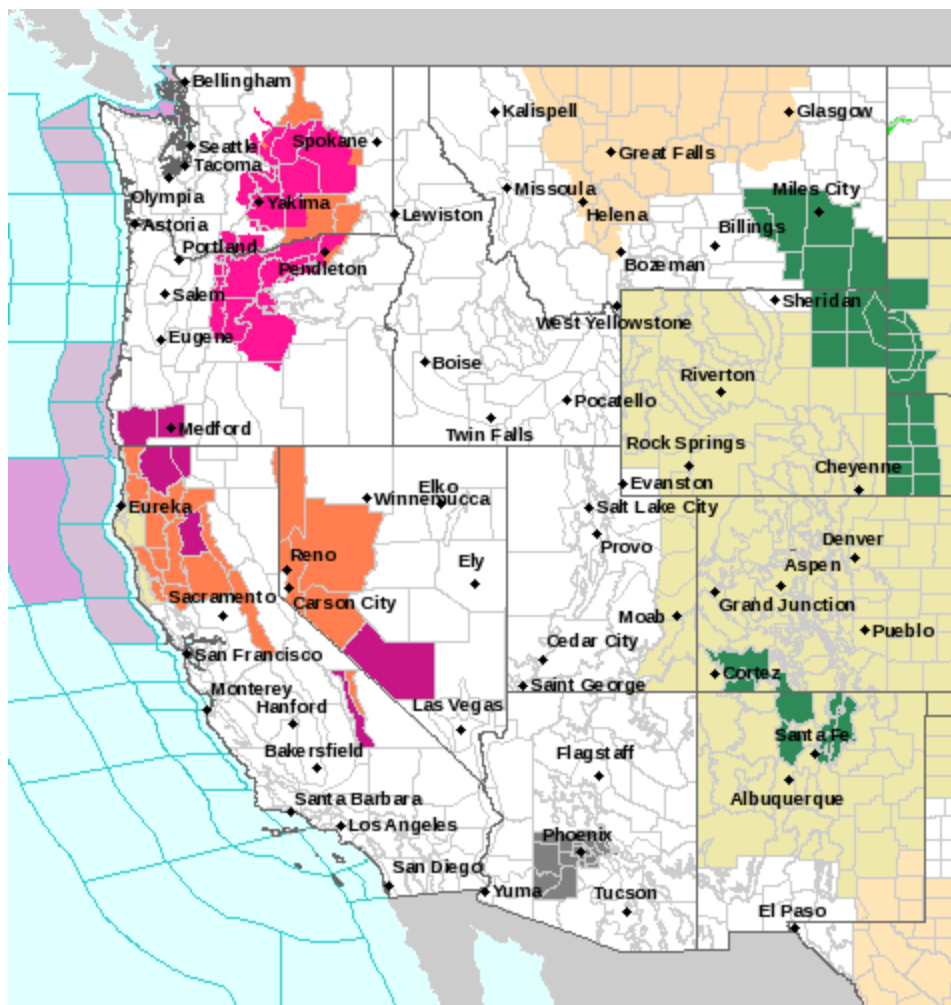 Bellingham
Kalispell
Glasgow
Seattle
Spokane
Great Falls
Tacoma
Olympia
Yakima
Missoula
Miles City
Astoria
Lewiston
Helena
Portland
Pendleton
Billings
Bozeman
Salem
Sheridan
West Yellowstone
Eugene
Boise
Riverton
Pocatello
Medford
Twin Falls
Rock Springs
Cheyenne
Eureka
Elko
Winnemucca
Evanston
Salt Lake City
Provo
Denver
Reno
Ely
Aspen
Sacramento
Carson City
Grand Junction
Moab
Pueblo
Cedar City
San Francisco
Cortez
Monterey
Saint George
Hanford
Las Vegas
Bakersfield
Flagstaff
Santa Fe
Albuquerque
Santa Barbara
Los Angeles
Phoenix
San Diego
Yuma
Tucson
El Paso